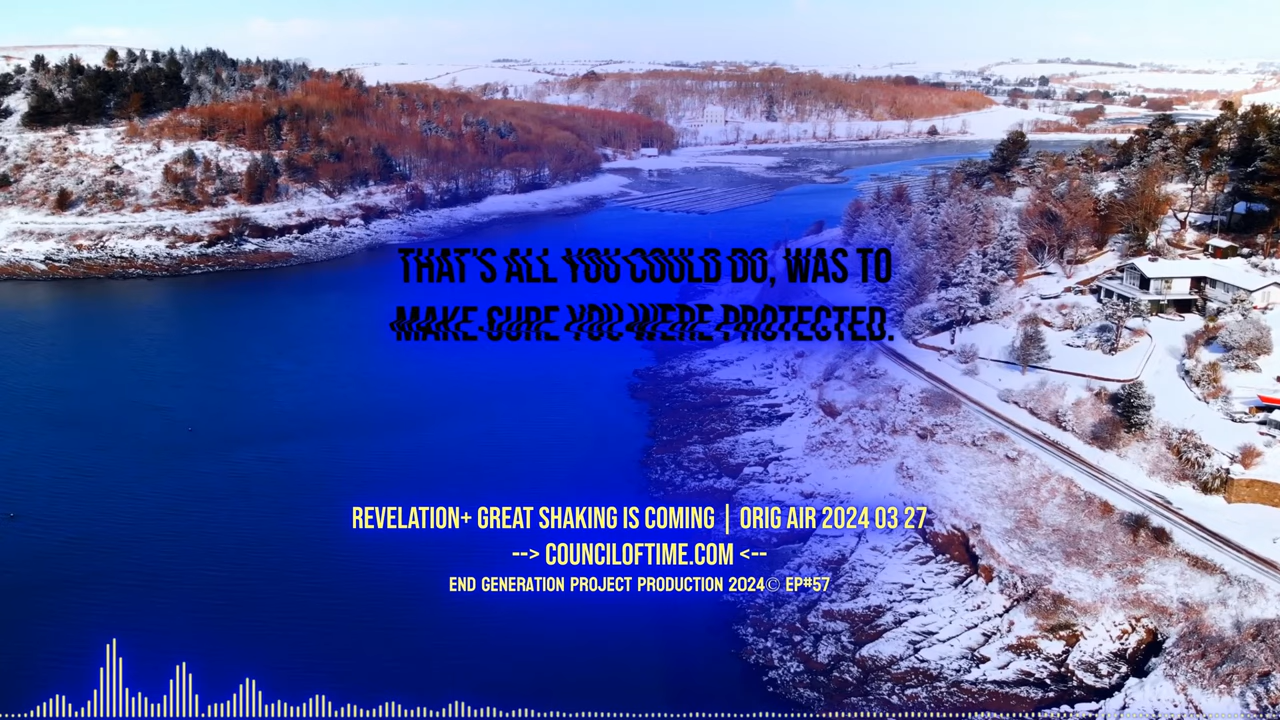 THAT'S ALL YOU COULD DO, WAS TO
MAKE SURE YOU WERE PROTECTED.
REVELATION+ GREAT SHAKING IS COMING | ORIG AIR 2024 03 27
--> COUNCILOFTIME.COM <--
END GENERATION PROJECT PRODUCTION 2024© EP#57